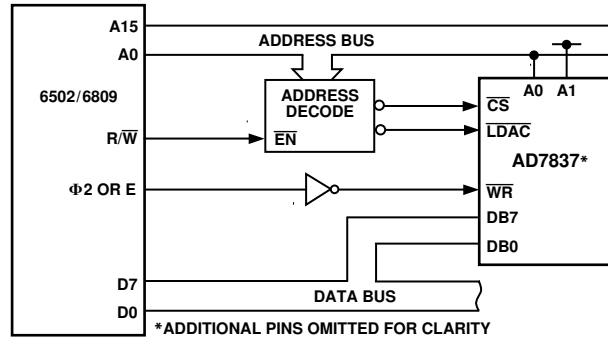 A15
ADDRESS BUS
A0
A0 A1
6502/6809
ADDRESS
DECODE
CS
R/W
EN
LDAC
AD7837*
Φ2 OR E
WR
DB7
DB0
D7
DATA BUS
D0
*ADDITIONAL PINS OMITTED FOR CLARITY